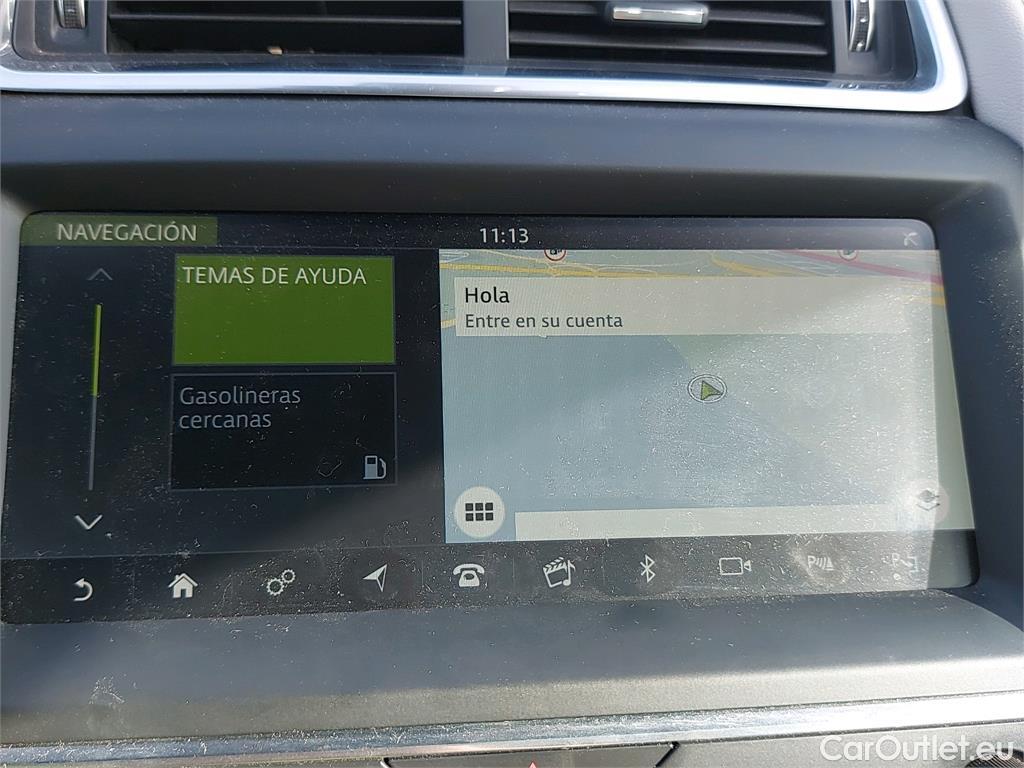 NAVEGACIÓN
11:13
TEMAS DE AYUDA
Gasolineras
cercanas
Hola
Entre en su cuenta
CarOutlet.eu